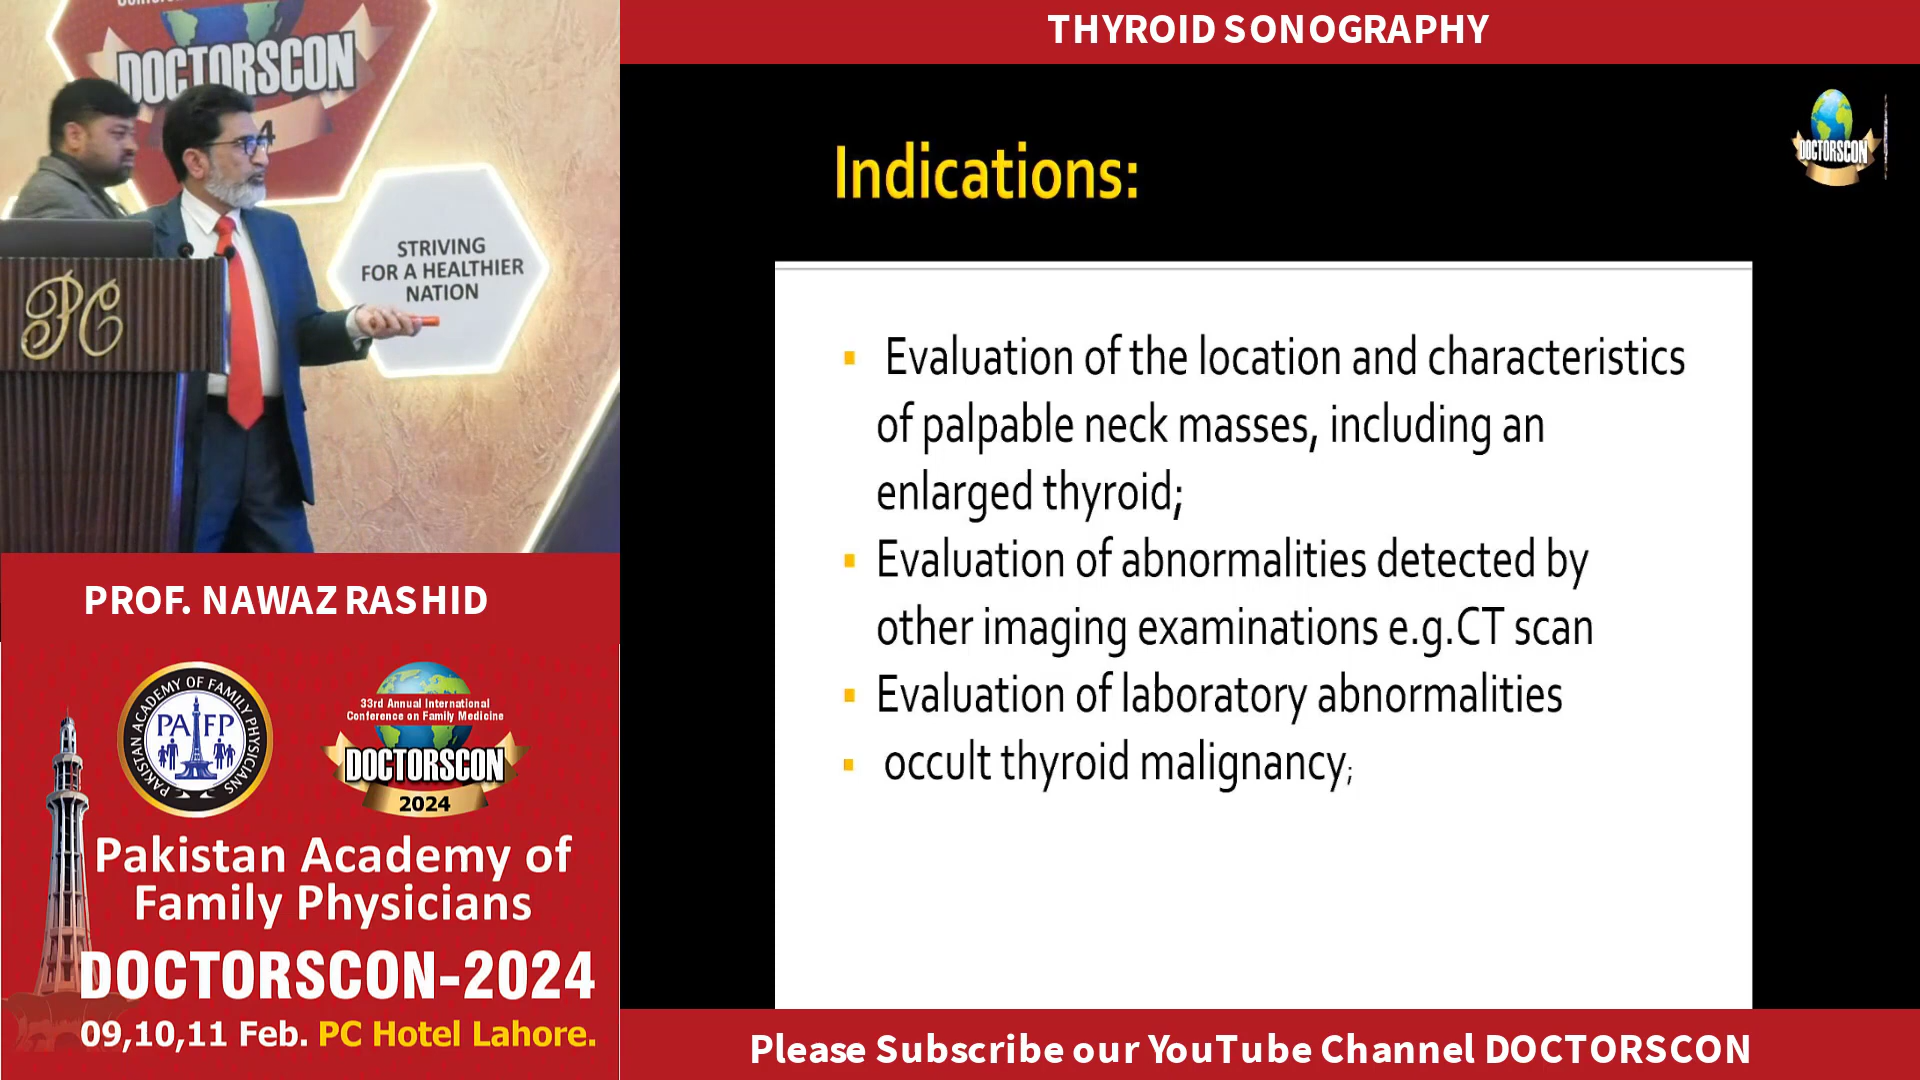 DOCTORSCON
4
STRIVING
FOR A HEALTHIER
NATION
PC
PROF. NAWAZ RASHID
PAKISTAN ACADEMY OF FAMILY PHYSICIANS
PAFP
33rd Annual International
Conference on Family Medicine
DOCTORSCON
2024
Pakistan Academy of
Family Physicians
DOCTORSCON-2024
09,10,11 Feb. PC Hotel Lahore.
THYROID SONOGRAPHY
DOCTORSCON
Indications:
▪ Evaluation of the location and characteristics
of palpable neck masses, including an
enlarged thyroid;
▪ Evaluation of abnormalities detected by
other imaging examinations e.g.CT scan
▪ Evaluation of laboratory abnormalities
▪ occult thyroid malignancy;
Please Subscribe our YouTube Channel DOCTORSCON